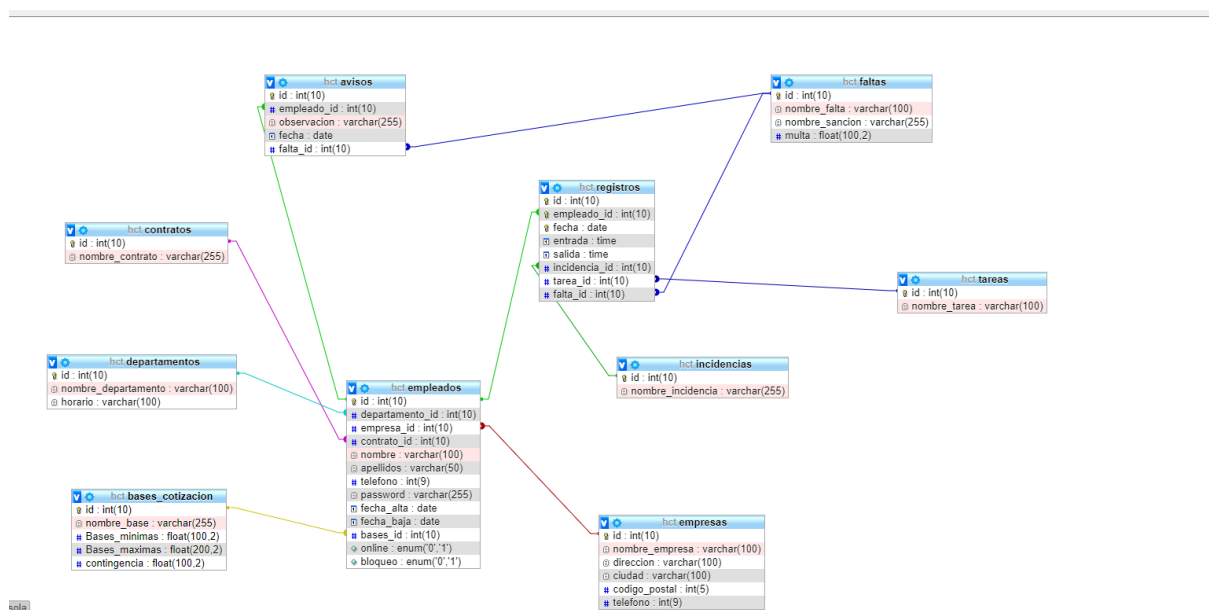 hct avisos
id : int(10)
empleado_id : int(10)
observacion : varchar(255)
fecha : date
falta_id : int(10)
hct faltas
id : int(10)
nombre_falta : varchar(100)
nombre_sancion : varchar(255)
multa : float(100,2)
hct registros
id : int(10)
empleado_id : int(10)
fecha : date
entrada : time
salida : time
incidencia_id : int(10)
tarea_id : int(10)
falta_id : int(10)
hct contratos
id : int(10)
nombre_contrato : varchar(255)
hct tareas
id : int(10)
nombre_tarea : varchar(100)
hct departamentos
id : int(10)
nombre_departamento : varchar(100)
horario : varchar(100)
hct incidencias
id : int(10)
nombre_incidencia : varchar(255)
hct empleados
id : int(10)
departamento_id : int(10)
empresa_id : int(10)
contrato_id : int(10)
nombre : varchar(100)
apellidos : varchar(50)
telefono : int(9)
password : varchar(255)
fecha_alta : date
fecha_baja : date
bases_id : int(10)
online : enum('0','1')
bloqueo : enum('0','1')
hct bases_cotizacion
id : int(10)
nombre_base : varchar(255)
Bases_minimas : float(100,2)
Bases_maximas : float(200,2)
contingencia : float(100,2)
hct empresas
id : int(10)
nombre_empresa : varchar(100)
direccion : varchar(100)
ciudad : varchar(100)
codigo_postal : int(5)
telefono : int(9)
sola